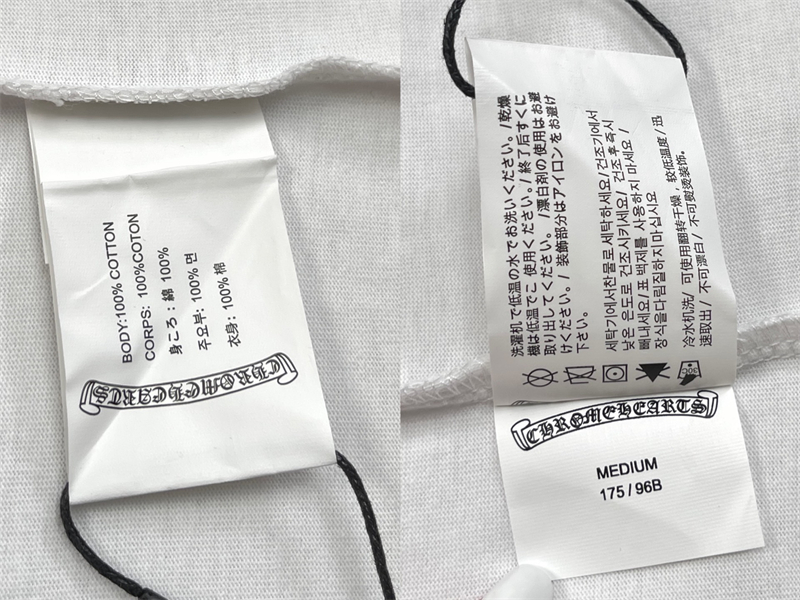 BODY:100% COTTON
CORPS: 100%COTON
身ころ：綿 100%
주요부: 100% 면
衣身: 100% 棉
CHROMEHEARTS
洗濯机で低温の水でお洗いください。/乾燥
機は低温でご 使用ください。/ 終了后すぐに
取り出してください。 /漂白剤の使用はお避
けください。/ 装飾部分はアイロンをお避け
下さい。
세탁기에서찬물로세탁하세요/건조기에서
낮은 온도로 건조시키세요/ 건조후즉시
빼내세요/ 표 백제를 사용하지 마세요 /
장식을다림질하지마십시요
冷水机洗/ 可使用翻转干燥，较低温度/迅
速取出/ 不可漂白/ 不可熨烫装饰。
30C
CHROMEHEARTS
MEDIUM
175 / 96B